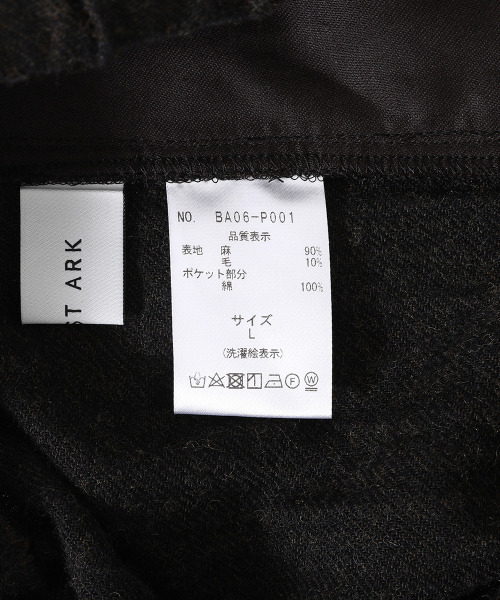 ST ARK
NO. BA06-P001
品質表示
表地 麻 90%
毛 10%
ポケット部分
綿 100%
サイズ
L
(洗濯絵表示)